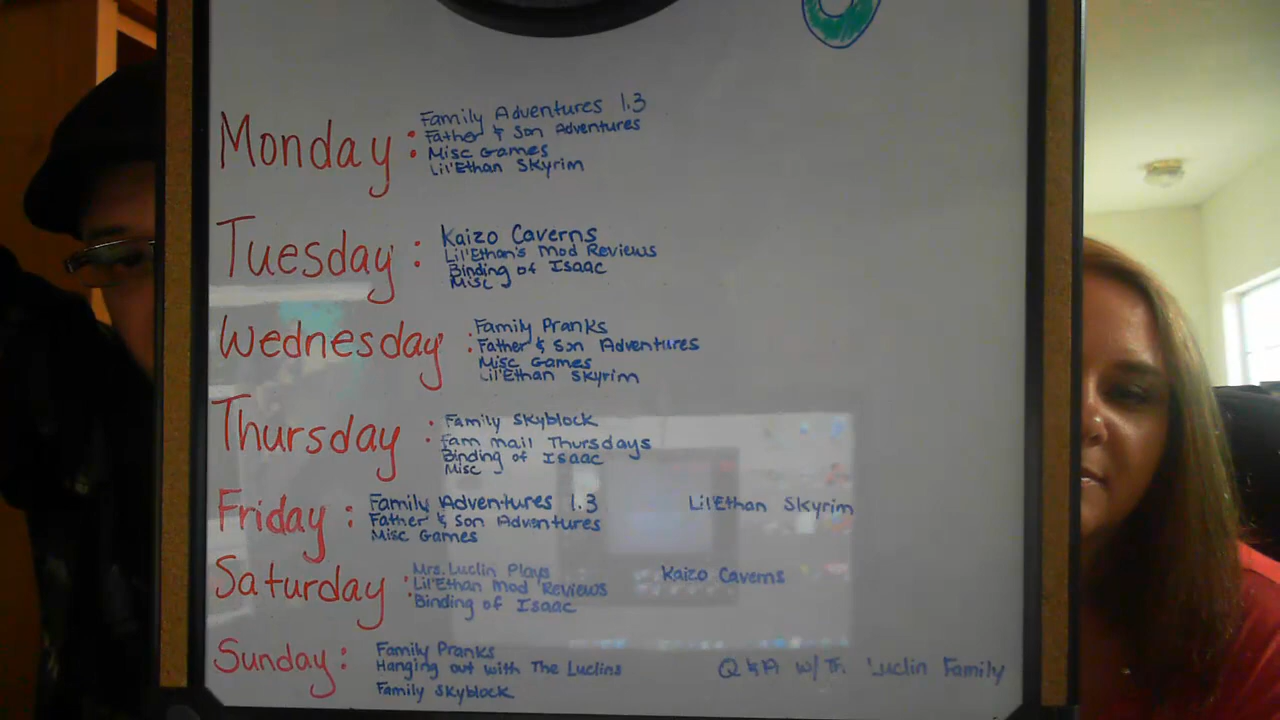 Monday : Family Adventures 1.3
Father & Son Adventures
Misc Games
Lil'Ethan Skyrim
Tuesday : Kaizo Caverns
Lil'Ethan's Mod Reviews
Binding of Isaac
Misc
Wednesday : Family Pranks
Father & Son Adventures
Misc Games
Lil'Ethan Skyrim
Thursday : Family Skyblock
Fam mail Thursdays
Binding of Isaac
Misc
Friday : Family Adventures 1.3 Lil'Ethan Skyrim
Father & Son Adventures
Misc Games
Saturday : Mrs. Luclin Plays Kaizo Caverns
Lil'Ethan Mod Reviews
Binding of Isaac
Sunday : Family Pranks
Hanging out with The Luclins Q & A w/ Th Luclin Family
Family Skyblock